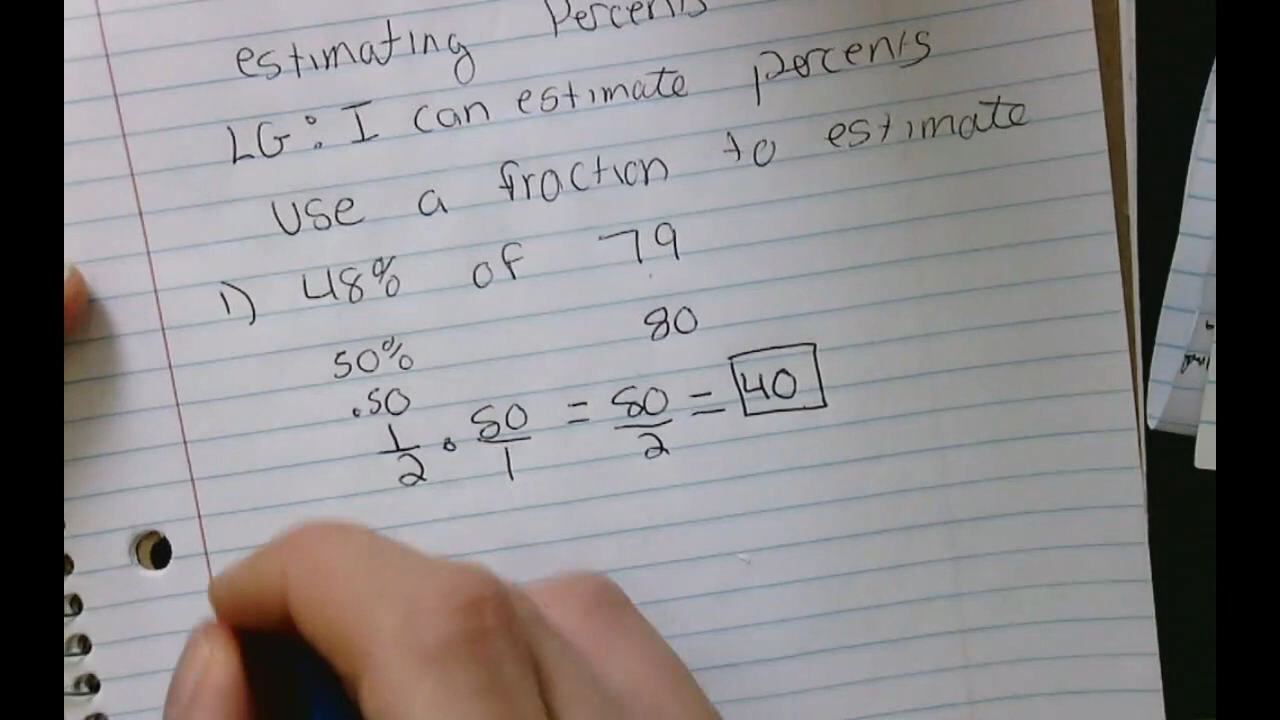 estimating Percents
LG: I can estimate percents
Use a fraction to estimate
1) 48% of 79
50% 80
.50
1/2 • 80/1 = 80/2 = 40